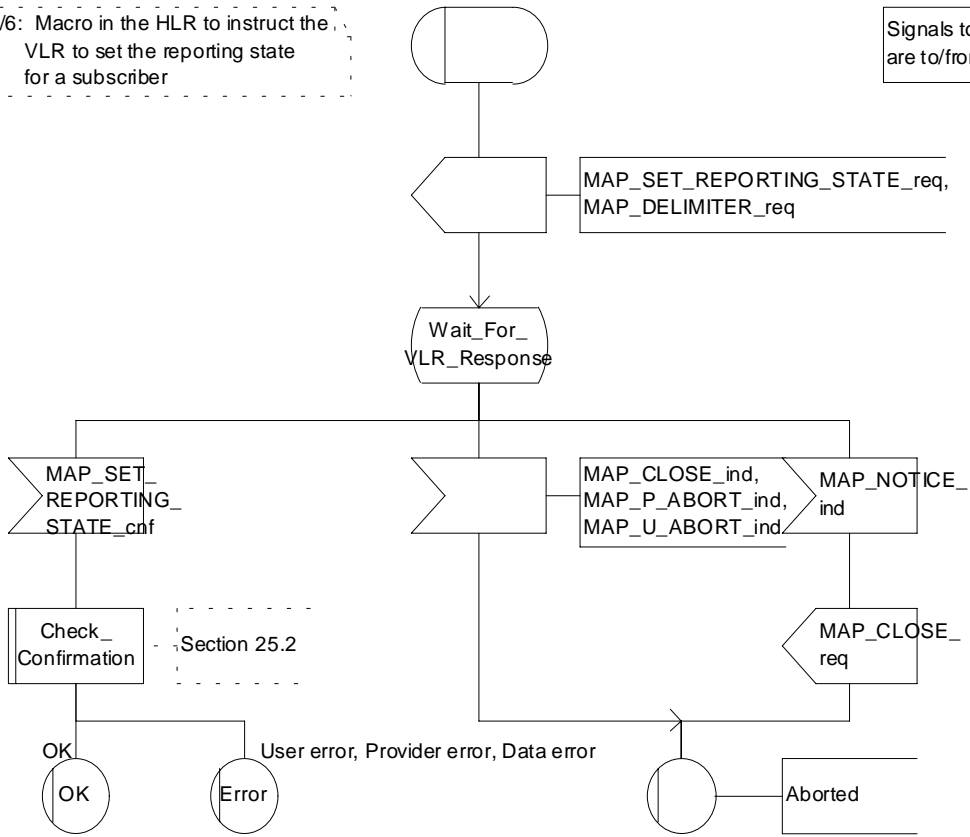 /6: Macro in the HLR to instruct the
VLR to set the reporting state
for a subscriber
Signals to
are to/from
MAP_SET_REPORTING_STATE_req,
MAP_DELIMITER_req
Wait_For_
VLR_Response
MAP_SET_
REPORTING_
STATE_cnf
MAP_CLOSE_ind,
MAP_P_ABORT_ind,
MAP_U_ABORT_ind
MAP_NOTICE_
ind
Check_
Confirmation
Section 25.2
MAP_CLOSE_
req
OK
User error, Provider error, Data error
OK
Error
Aborted